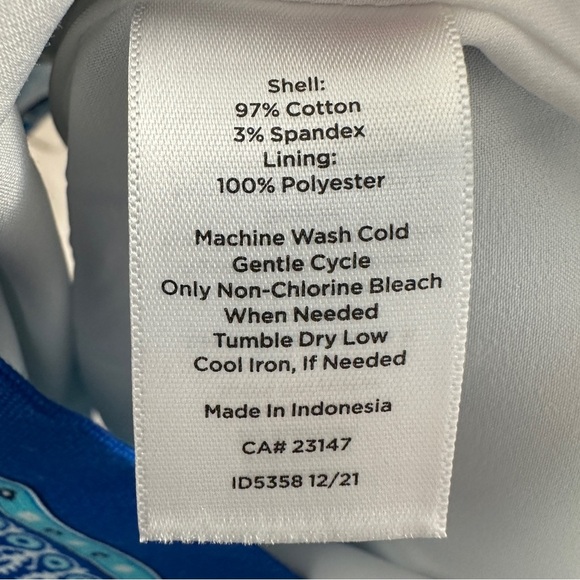 Shell:
97% Cotton
3% Spandex
Lining:
100% Polyester
Machine Wash Cold
Gentle Cycle
Only Non-Chlorine Bleach
When Needed
Tumble Dry Low
Cool Iron, If Needed
Made In Indonesia
CA# 23147
ID5358 12/21